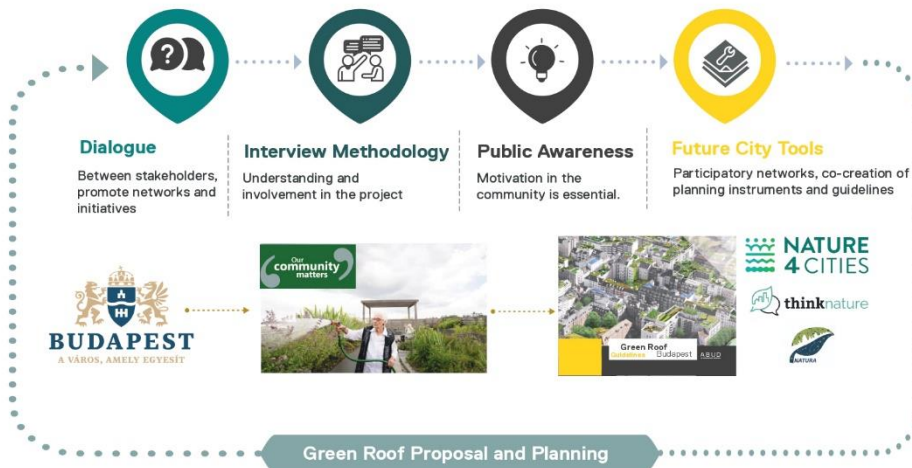 ?
Dialogue
Between stakeholders,
promote networks and
initiatives
Interview Methodology
Understanding and
involvement in the project
Public Awareness
Motivation in the
community is essential.
Future City Tools
Participatory networks, co-creation of
planning instruments and guidelines
BUDAPEST
A VÁROS, AMELY EGYESÍT
Our
community
matters
Green Roof
Guidelines Budapest ABUD
NATURE
4 CITIES
thinknature
NATURA
Green Roof Proposal and Planning